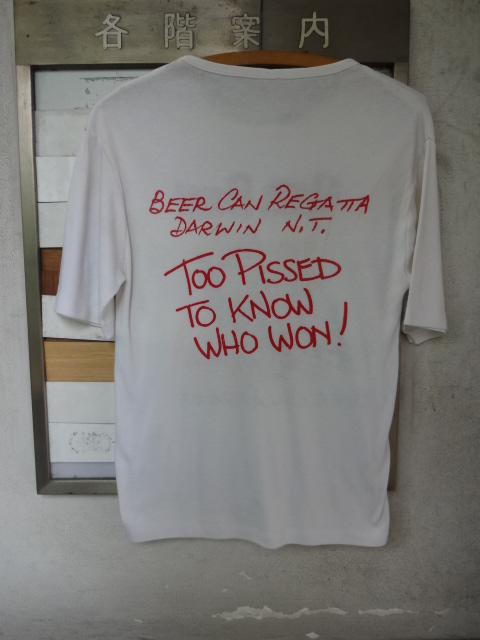 各階案内
BEER CAN REGATTA
DARWIN N.T.
TOO PISSED
TO KNOW
WHO WON!